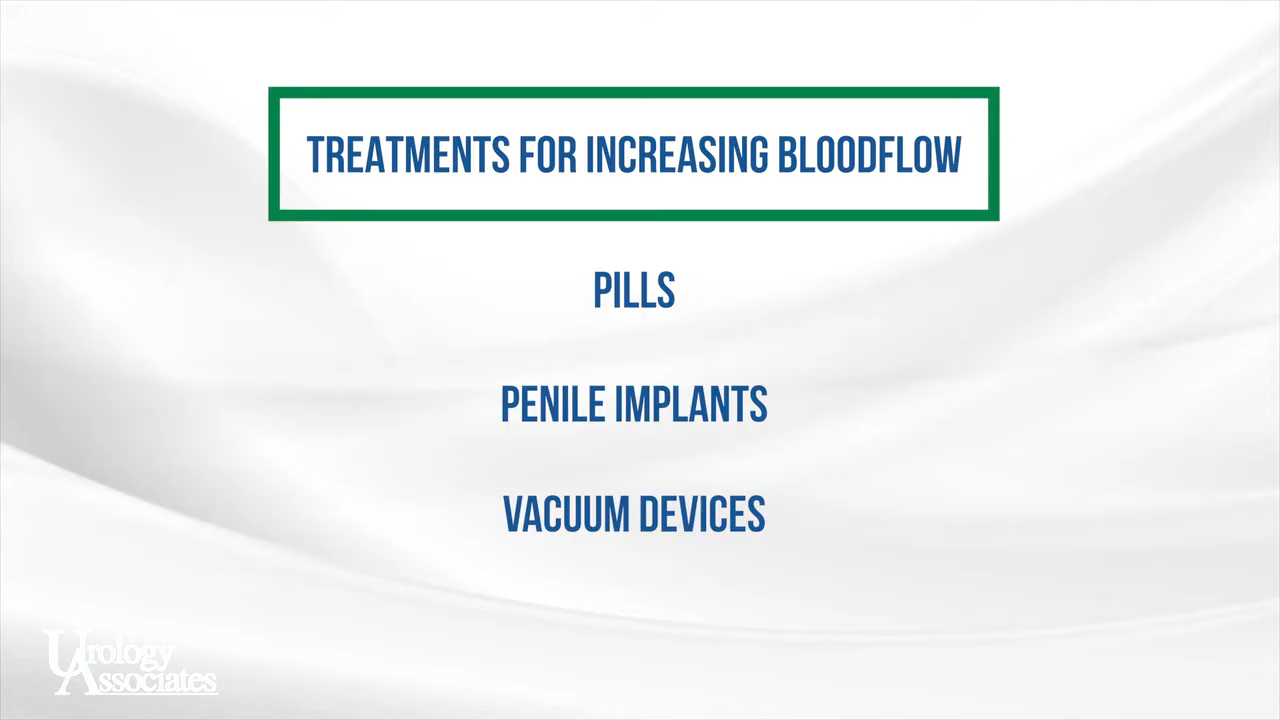 TREATMENTS FOR INCREASING BLOODFLOW
PILLS
PENILE IMPLANTS
VACUUM DEVICES
Urology
Associates